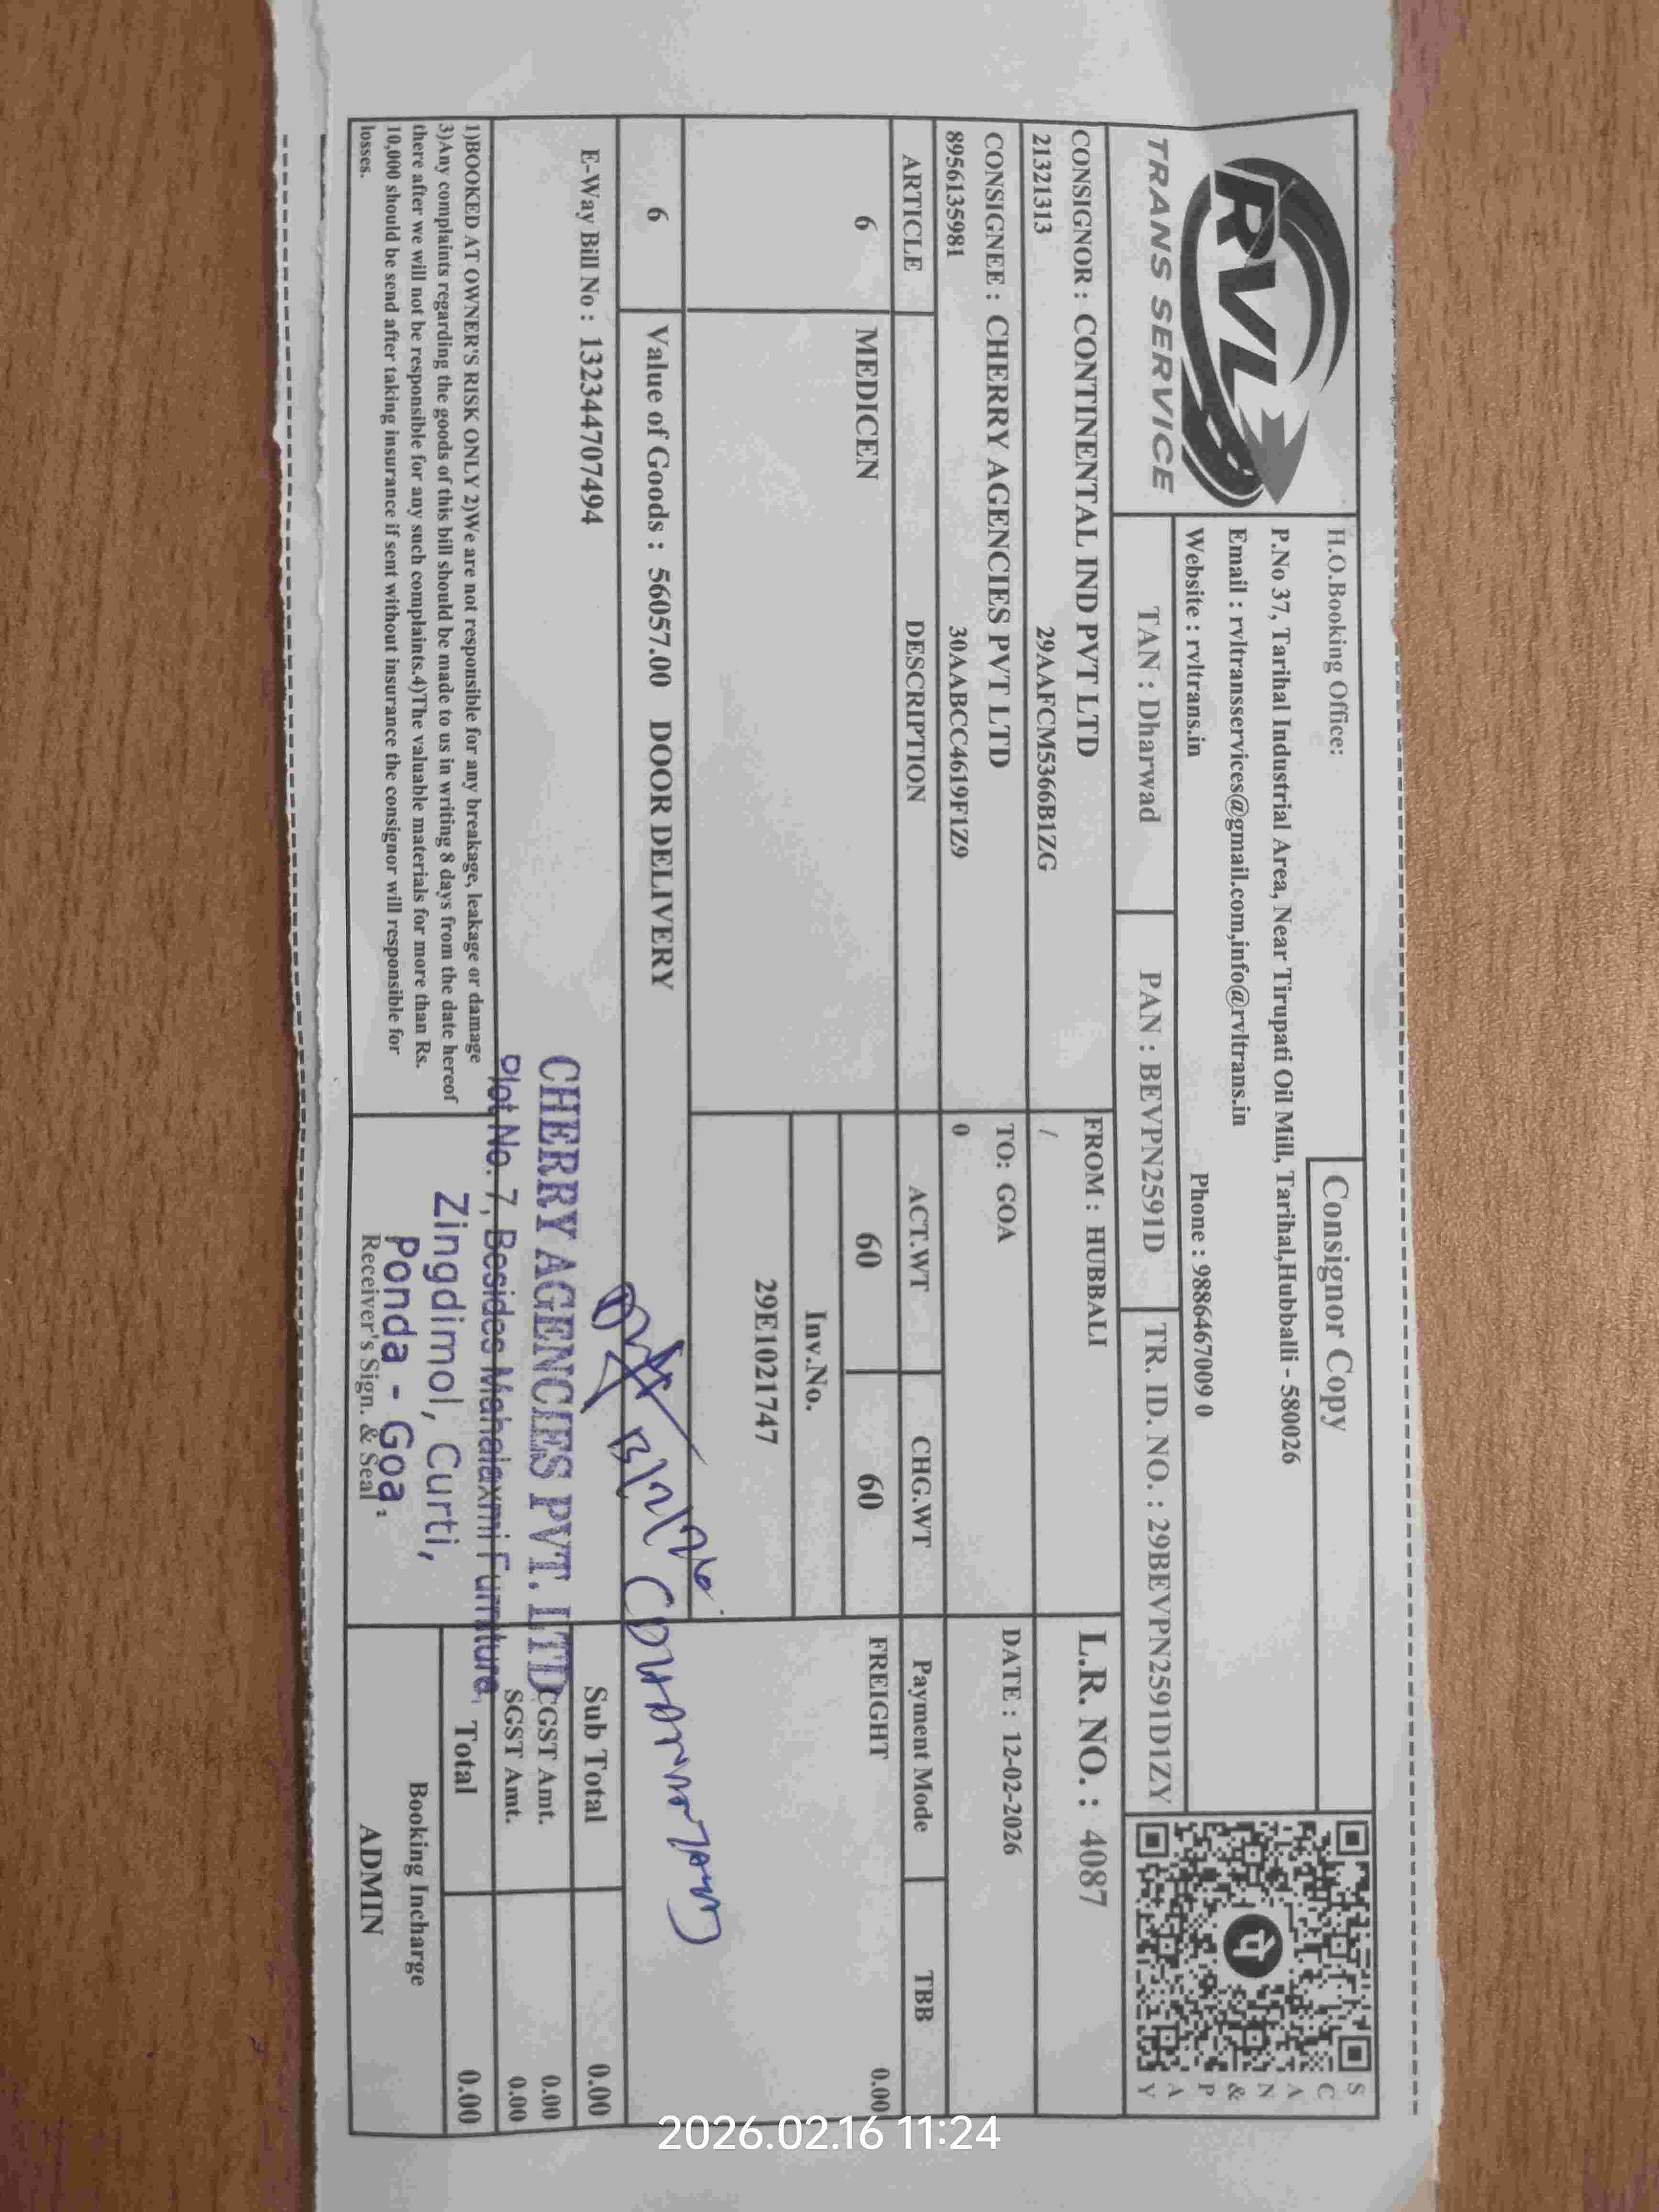 RVL
TRANS SERVICE
H.O.Booking Office:
Consignor Copy
P.No 37, Tarihal Industrial Area, Near Tirupati Oil Mill, Tarihal,Hubballi - 580026
Email : rvltransservices@gmail.com,info@rvltrans.in
Website : rvltrans.in Phone : 9886467009 0
TAN : Dharwad PAN : BEVPN2591D TR. ID. NO. : 29BEVPN2591D1ZY
SCAN & PAY
CONSIGNOR : CONTINENTAL IND PVT LTD FROM : HUBBALI L.R. NO. : 4087
21321313 29AAFCM5366B1ZG /
CONSIGNEE : CHERRY AGENCIES PVT LTD TO: GOA DATE : 12-02-2026
8956135981 30AABCC4619F1Z9 0
ARTICLE DESCRIPTION ACT.WT CHG.WT Payment Mode TBB
6 MEDICEN 60 60 FREIGHT 0.00
Inv.No.
29E1021747
6 Value of Goods : 56057.00 DOOR DELIVERY
E-Way Bill No : 132344707494
Sub Total 0.00
CGST Amt. 0.00
SGST Amt. 0.00
Total 0.00
CHERRY AGENCIES PVT. LTD
Plot No. 7, Besides Mahalaxmi Furniture,
Zingdimol, Curti,
Ponda - Goa.
1)BOOKED AT OWNER'S RISK ONLY 2)We are not responsible for any breakage, leakage or damage
3)Any complaints regarding the goods of this bill should be made to us in writing 8 days from the date hereof
there after we will not be responsible for any such complaints.4)The valuable materials for more than Rs.
10,000 should be send after taking insurance if sent without insurance the consignor will responsible for
losses.
Receiver's Sign. & Seal
Booking Incharge
ADMIN
2026.02.16 11:24